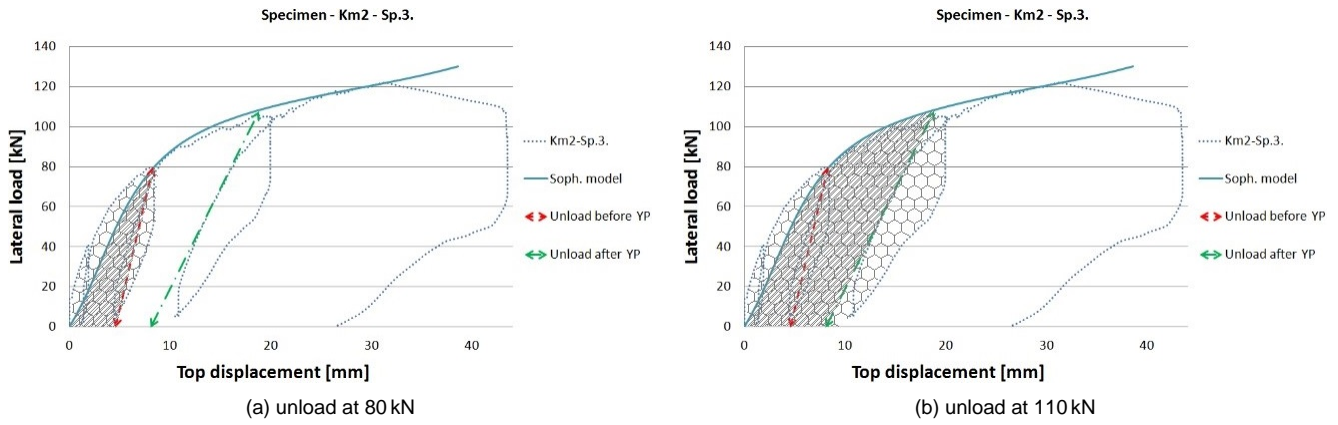 Specimen - Km2 - Sp.3.
140
120
100
80
60
40
20
0
Lateral load [kN]
0 10 20 30 40
Top displacement [mm]
Km2-Sp.3.
Soph. model
Unload before YP
Unload after YP
(a) unload at 80 kN
Specimen - Km2 - Sp.3.
140
120
100
80
60
40
20
0
Lateral load [kN]
0 10 20 30 40
Top displacement [mm]
Km2-Sp.3.
Soph. model
Unload before YP
Unload after YP
(b) unload at 110 kN